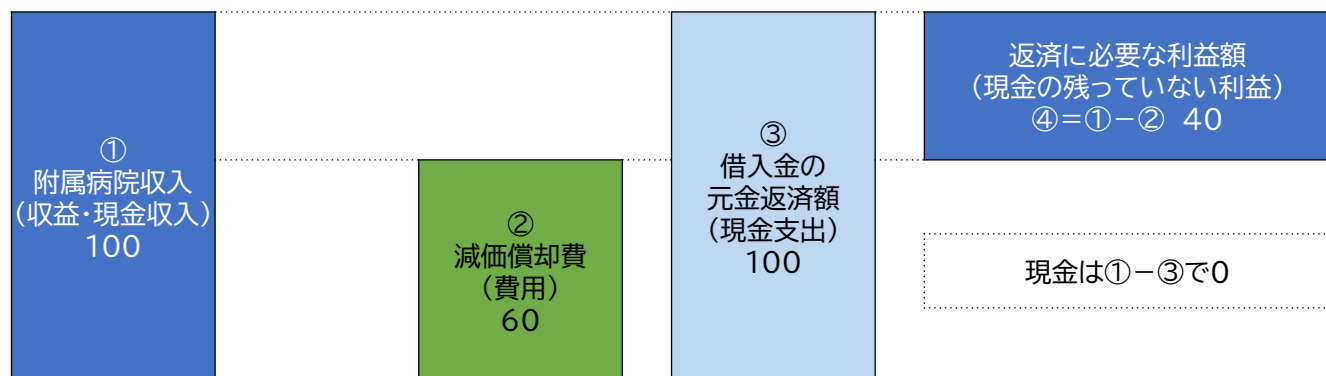 ①
附属病院収入
（収益・現金収入）
100
②
減価償却費
（費用）
60
③
借入金の
元金返済額
（現金支出）
100
返済に必要な利益額
（現金の残っていない利益）
④＝①－② 40
現金は①－③で0